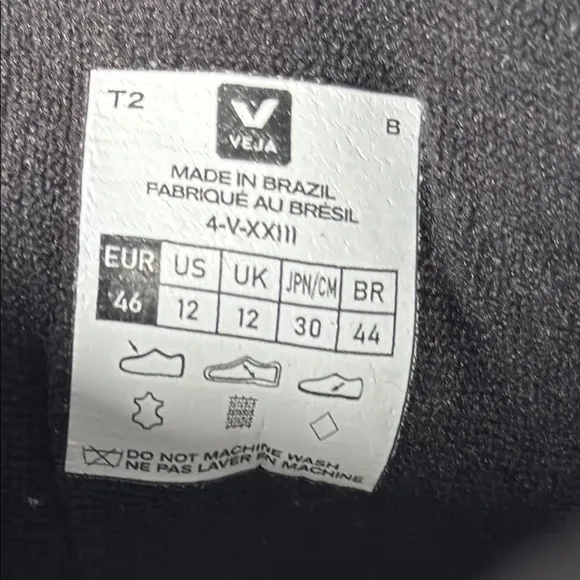 T2
V
VEJA
B
MADE IN BRAZIL
FABRIQUÉ AU BRÉSIL
4-V-XXIII
EUR US UK JPN/CM BR
46 12 12 30 44
DO NOT MACHINE WASH
NE PAS LAVER EN MACHINE